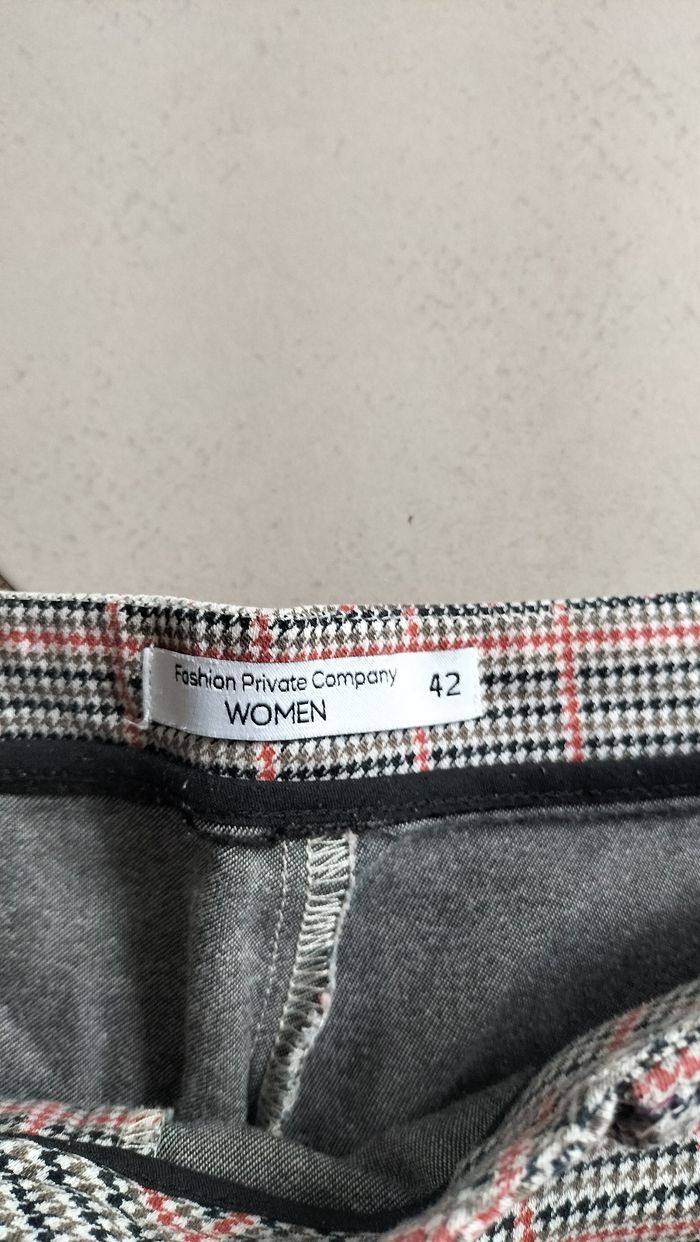 Fashion Private Company 42
WOMEN